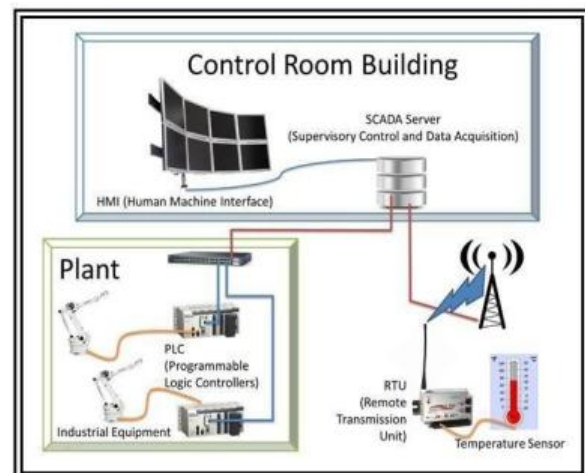 Control Room Building
SCADA Server
(Supervisory Control and Data Acquisition)
HMI (Human Machine Interface)
Plant
PLC
(Programmable
Logic Controllers)
Industrial Equipment
RTU
(Remote
Transmission
Unit)
Temperature Sensor